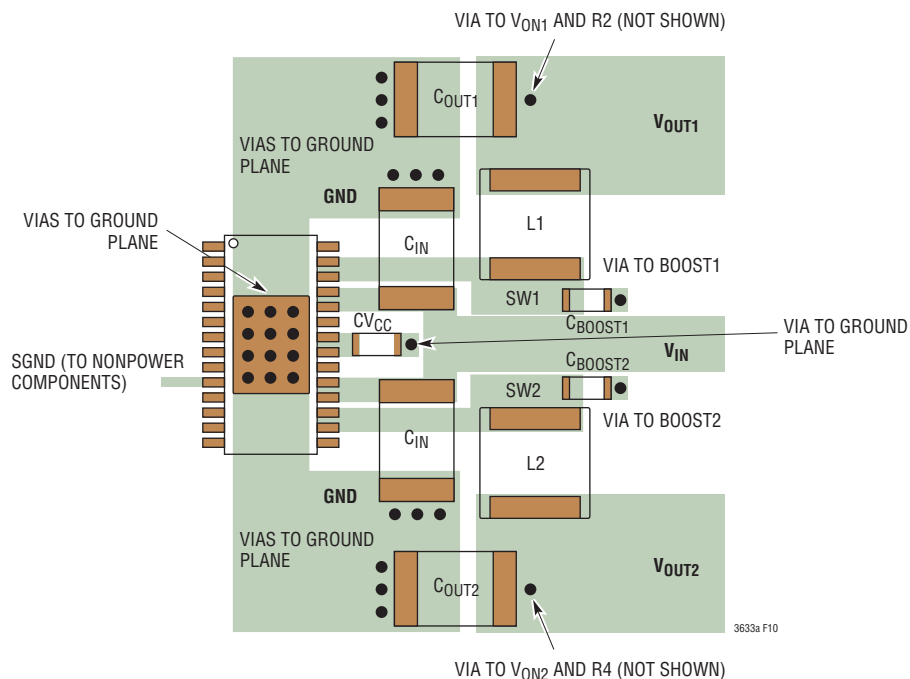 VIA TO VON1 AND R2 (NOT SHOWN)
COUT1
VOUT1
VIAS TO GROUND
PLANE
GND
VIAS TO GROUND
PLANE
L1
CIN
VIA TO BOOST1
SW1
CVCC
CBOOST1
VIA TO GROUND
PLANE
VIN
SGND (TO NONPOWER
COMPONENTS)
CBOOST2
SW2
VIA TO BOOST2
CIN
L2
GND
VIAS TO GROUND
PLANE
COUT2
VOUT2
3633a F10
VIA TO VON2 AND R4 (NOT SHOWN)